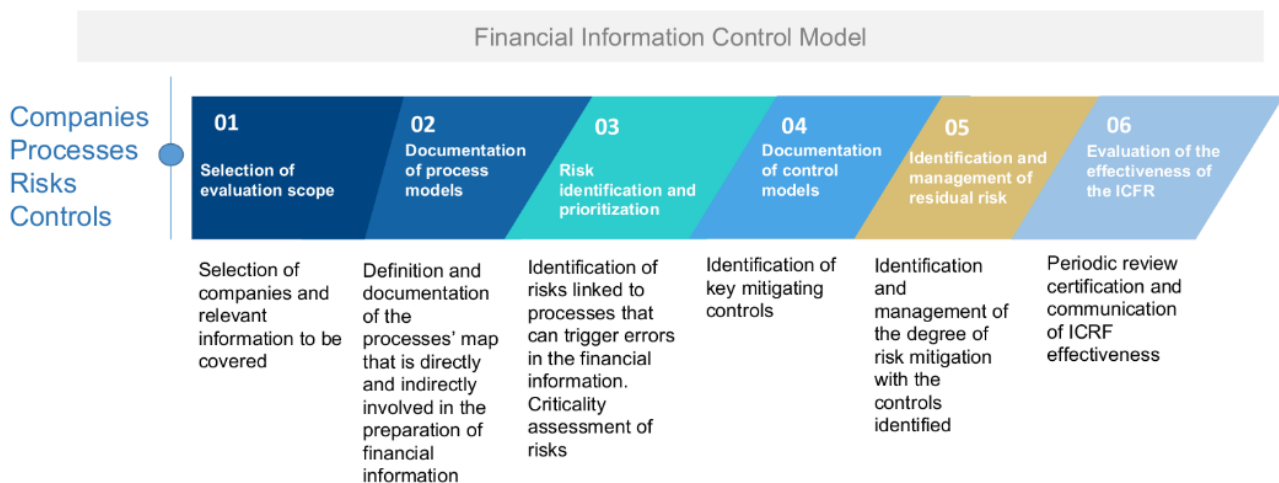 Financial Information Control Model
Companies
Processes
Risks
Controls
01
Selection of
evaluation scope
02
Documentation
of process
models
03
Risk
identification and
prioritization
04
Documentation
of control
models
05
Identification and
management of
residual risk
06
Evaluation of the
effectiveness of
the ICFR
Selection of
companies and
relevant
information to be
covered
Definition and
documentation
of the
processes' map
that is directly
and indirectly
involved in the
preparation of
financial
information
Identification of
risks linked to
processes that
can trigger errors
in the financial
information.
Criticality
assessment of
risks
Identification of
key mitigating
controls
Identification
and
management of
the degree of
risk mitigation
with the
controls
identified
Periodic review
certification and
communication
of ICRF
effectiveness